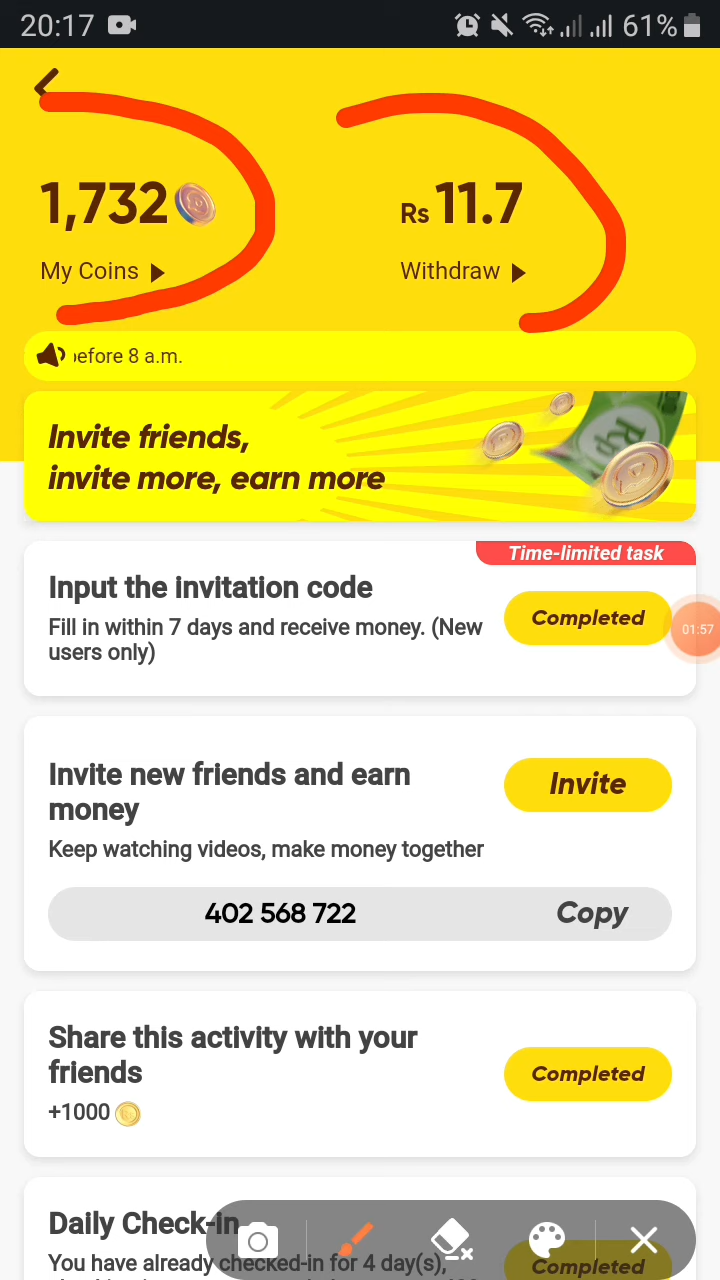 20:17
61%
1,732
Rs 11.7
My Coins
Withdraw
before 8 a.m.
Invite friends,
invite more, earn more
Rp
Time-limited task
Input the invitation code
Completed
Fill in within 7 days and receive money. (New
users only)
01:57
Invite new friends and earn
money
Invite
Keep watching videos, make money together
402 568 722
Copy
Share this activity with your
friends
Completed
+1000
Daily Check-in
You have already checked-in for 4 day(s),
Completed